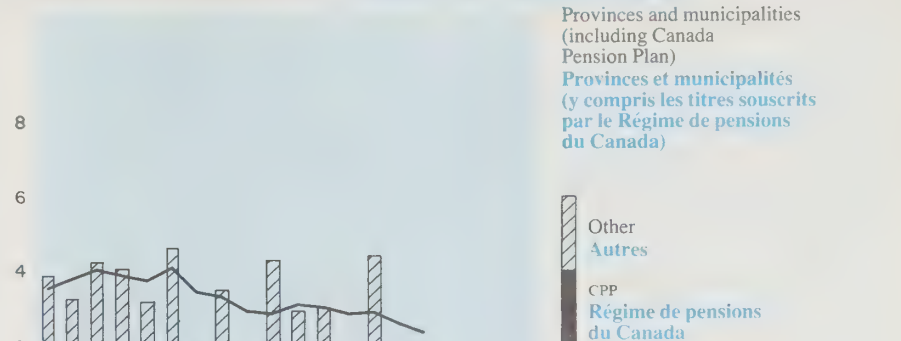 Provinces and municipalities
(including Canada
Pension Plan)
Provinces et municipalités
(y compris les titres souscrits
par le Régime de pensions
du Canada)
8
6
Other
Autres
4
CPP
Régime de pensions
du Canada